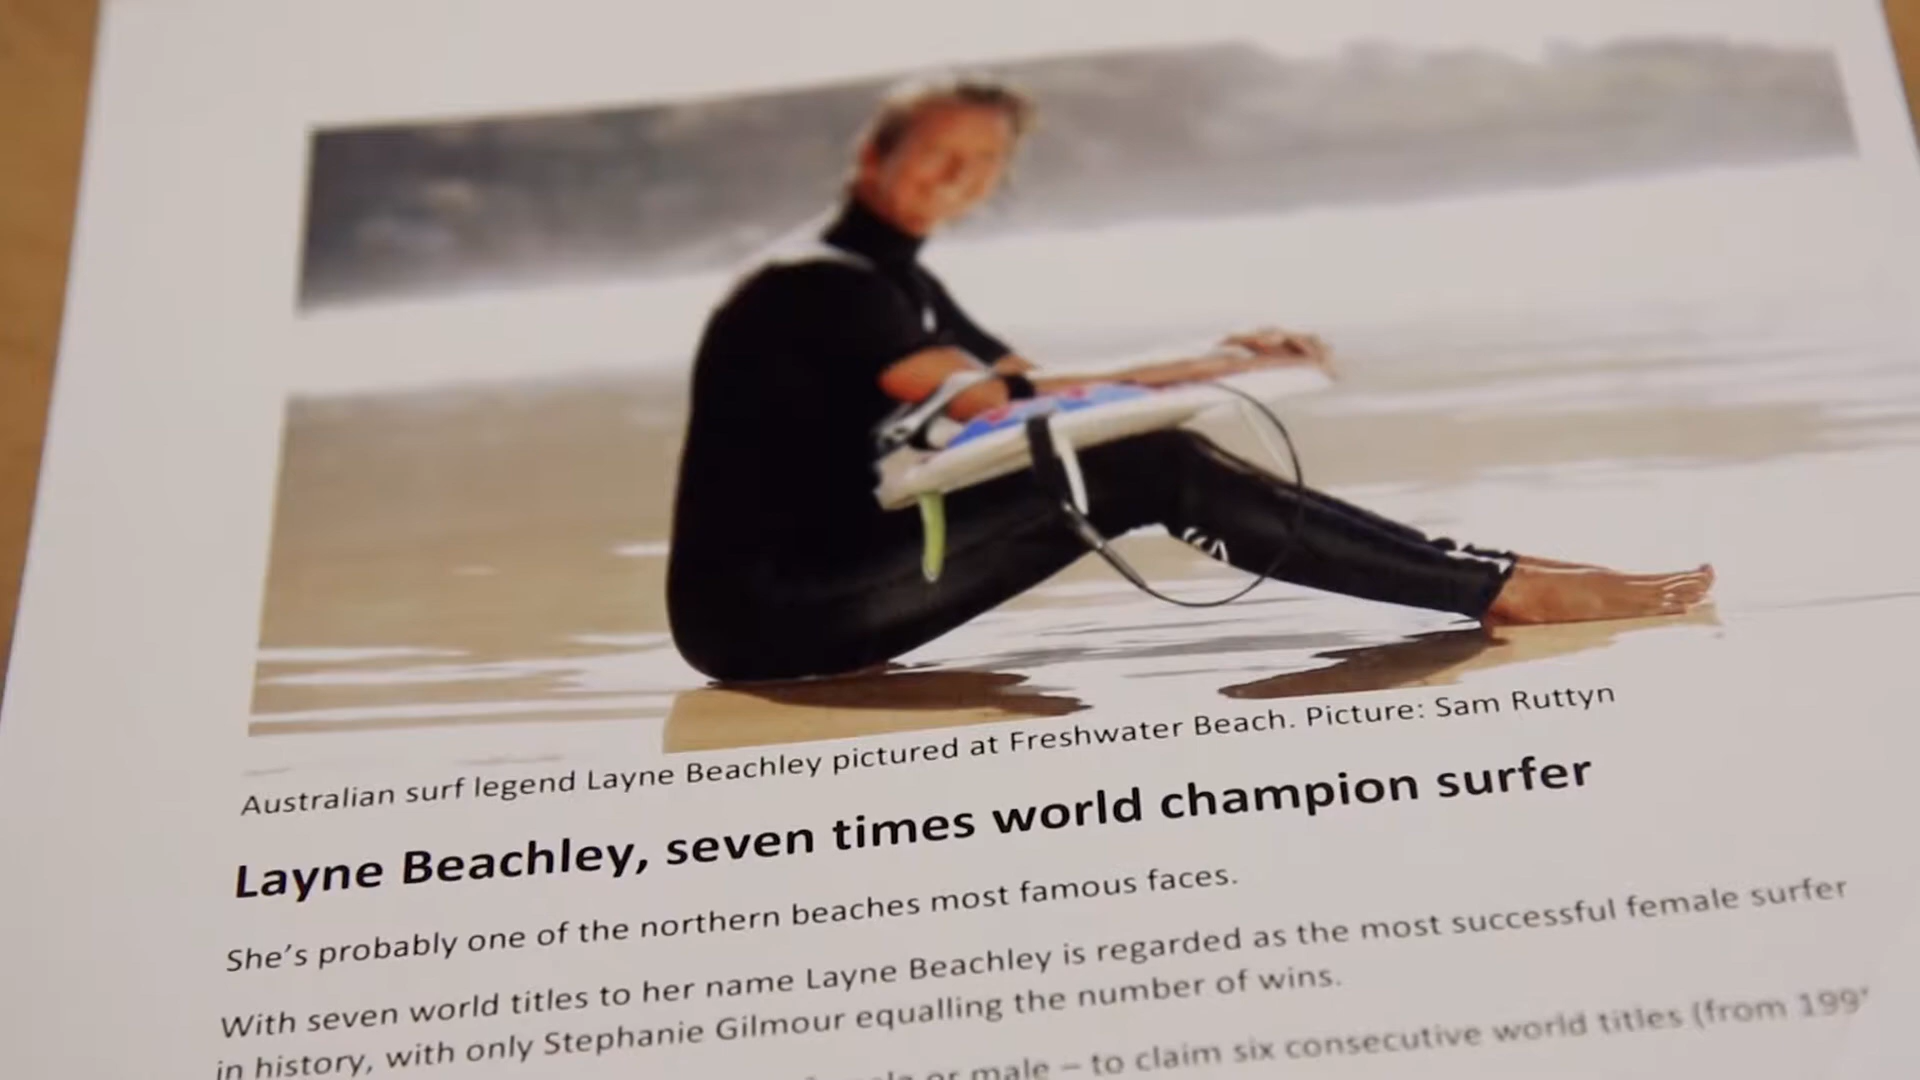 Australian surf legend Layne Beachley pictured at Freshwater Beach. Picture: Sam Ruttyn
Layne Beachley, seven times world champion surfer
She's probably one of the northern beaches most famous faces.
With seven world titles to her name Layne Beachley is regarded as the most successful female surfer
in history, with only Stephanie Gilmour equalling the number of wins.
or male – to claim six consecutive world titles (from